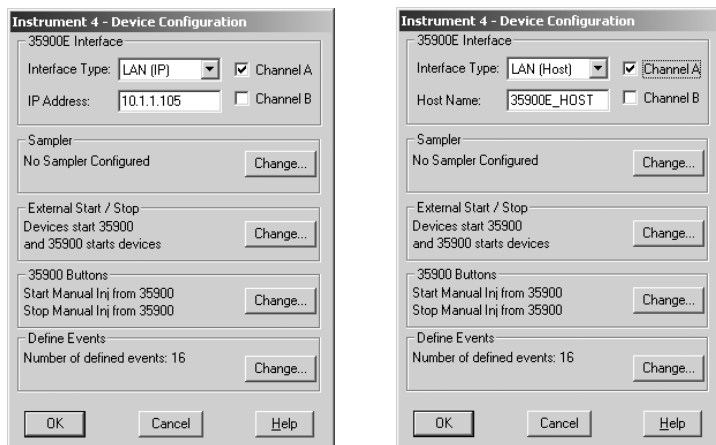 Instrument 4 - Device Configuration
35900E Interface
Interface Type: LAN (IP) Channel A
IP Address: 10.1.1.105 Channel B
Sampler
No Sampler Configured
Change...
External Start / Stop
Devices start 35900
and 35900 starts devices
Change...
35900 Buttons
Start Manual Inj from 35900
Stop Manual Inj from 35900
Change...
Define Events
Number of defined events: 16
Change...
OK Cancel Help
Instrument 4 - Device Configuration
35900E Interface
Interface Type: LAN (Host) Channel A
Host Name: 35900E_HOST Channel B
Sampler
No Sampler Configured
Change...
External Start / Stop
Devices start 35900
and 35900 starts devices
Change...
35900 Buttons
Start Manual Inj from 35900
Stop Manual Inj from 35900
Change...
Define Events
Number of defined events: 16
Change...
OK Cancel Help